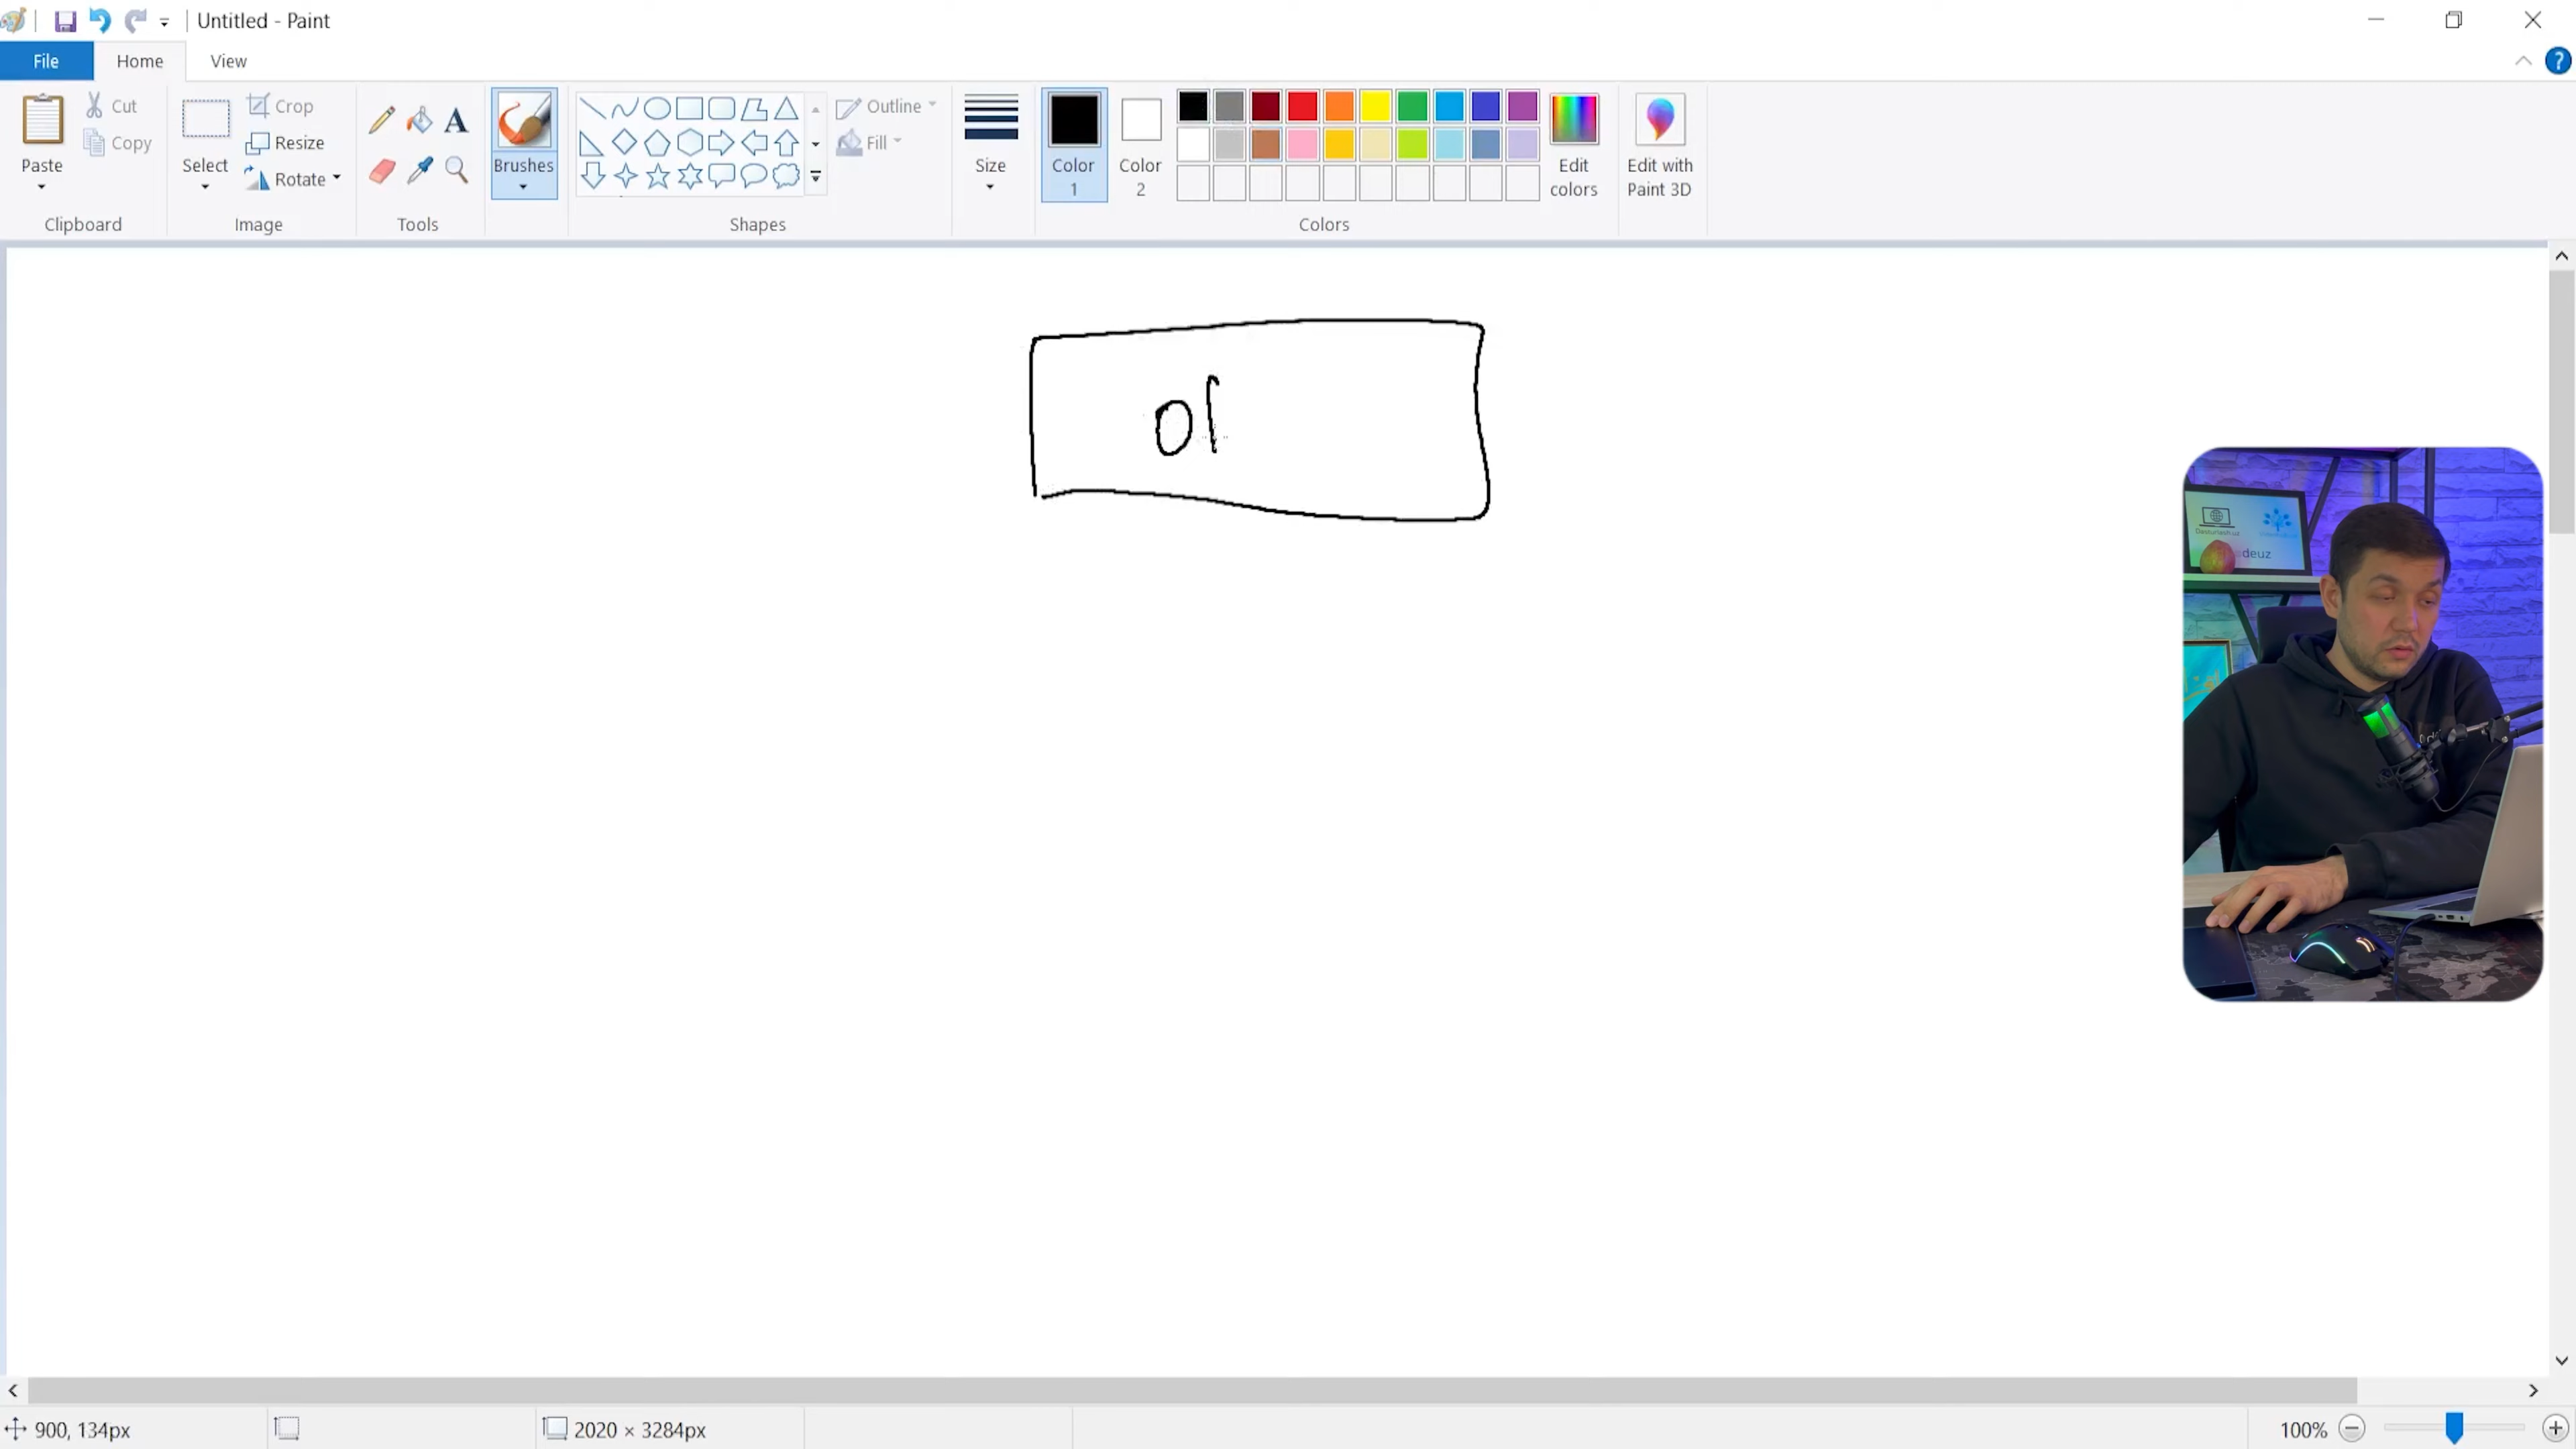 Untitled - Paint
File Home View
Paste
Cut
Copy
Clipboard
Select
Crop
Resize
Rotate
Image
Tools
Brushes
Shapes
Outline
Fill
Size
Color 1
Color 2
Colors
Edit colors
Edit with Paint 3D
deuz
900, 134px
2020 × 3284px
100%